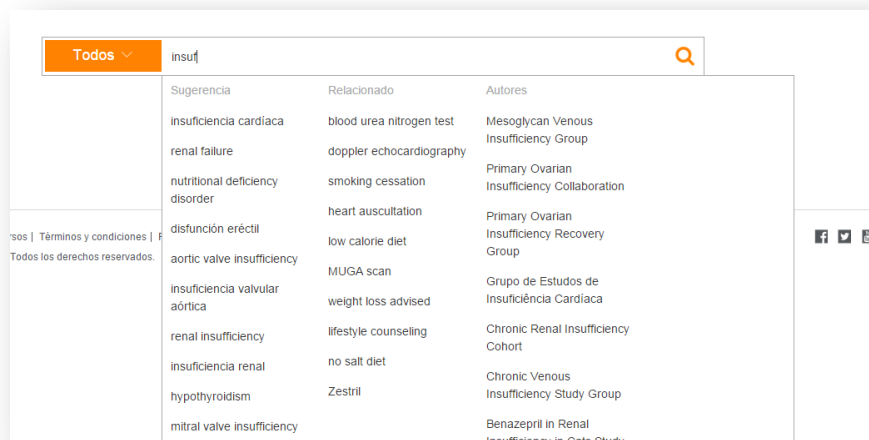 Todos
insuf
Sugerencia
insuficiencia cardíaca
renal failure
nutritional deficiency
disorder
disfunción eréctil
aortic valve insufficiency
insuficiencia valvular
aórtica
renal insufficiency
insuficiencia renal
hypothyroidism
mitral valve insufficiency
Relacionado
blood urea nitrogen test
doppler echocardiography
smoking cessation
heart auscultation
low calorie diet
MUGA scan
weight loss advised
lifestyle counseling
no salt diet
Zestril
Autores
Mesoglycan Venous
Insufficiency Group
Primary Ovarian
Insufficiency Collaboration
Primary Ovarian
Insufficiency Recovery
Group
Grupo de Estudos de
Insuficiência Cardíaca
Chronic Renal Insufficiency
Cohort
Chronic Venous
Insufficiency Study Group
Benazepril in Renal
Insufficiency in Cats Study
rsos | Términos y condiciones |
Todos los derechos reservados.